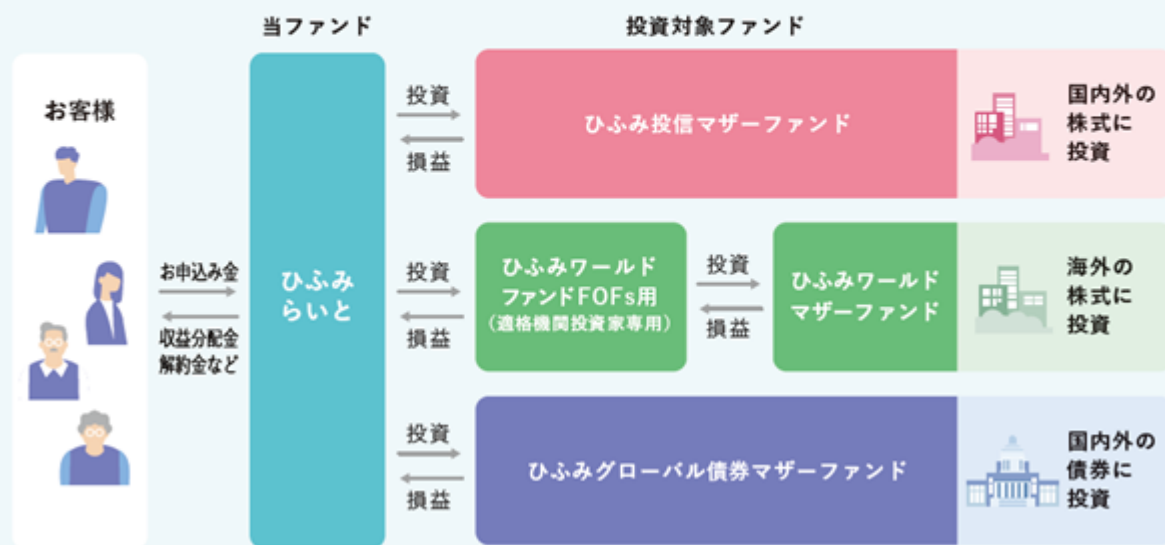 当ファンド
投資対象ファンド
お客様
お申込み金
収益分配金
解約金など
ひふみ
らいと
投資
損益
ひふみ投信マザーファンド
国内外の
株式に
投資
投資
損益
ひふみワールド
ファンドFOFs用
(適格機関投資家専用)
投資
損益
ひふみワールド
マザーファンド
海外の
株式に
投資
投資
損益
ひふみグローバル債券マザーファンド
国内外の
債券に
投資